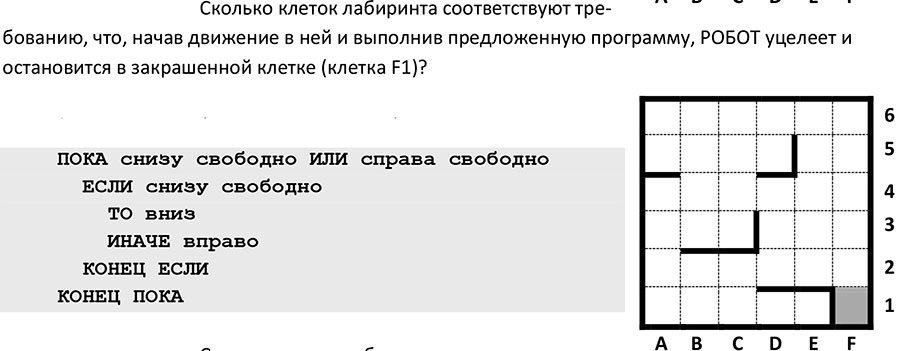 Сколько клеток лабиринта соответствуют тре-
бованию, что, начав движение в ней и выполнив предложенную программу, РОБОТ уцелеет и
остановится в закрашенной клетке (клетка F1)?
ПОКА снизу свободно ИЛИ справа свободно
ЕСЛИ снизу свободно
ТО вниз
ИНАЧЕ вправо
КОНЕЦ ЕСЛИ
КОНЕЦ ПОКА
6
5
4
3
2
1
A B C D E F